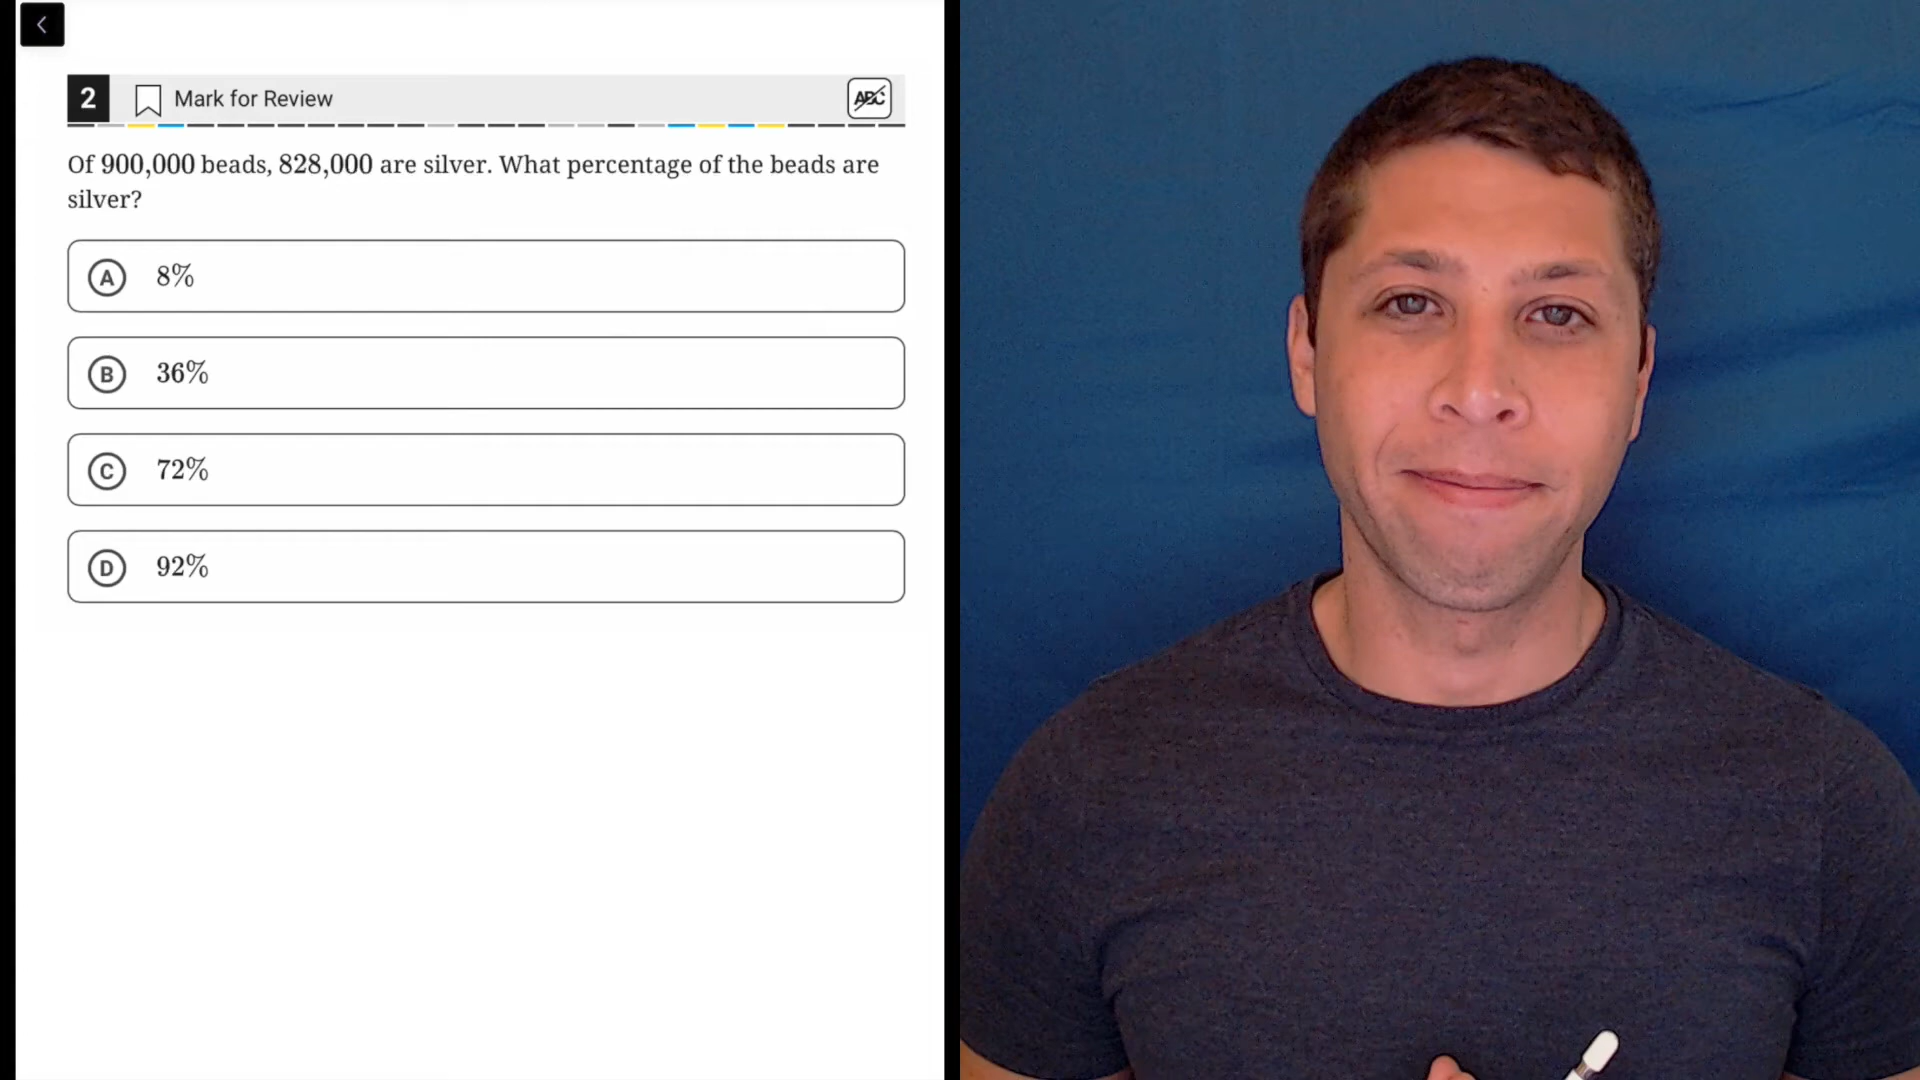 2 Mark for Review ABC
Of 900,000 beads, 828,000 are silver. What percentage of the beads are
silver?
A 8%
B 36%
C 72%
D 92%